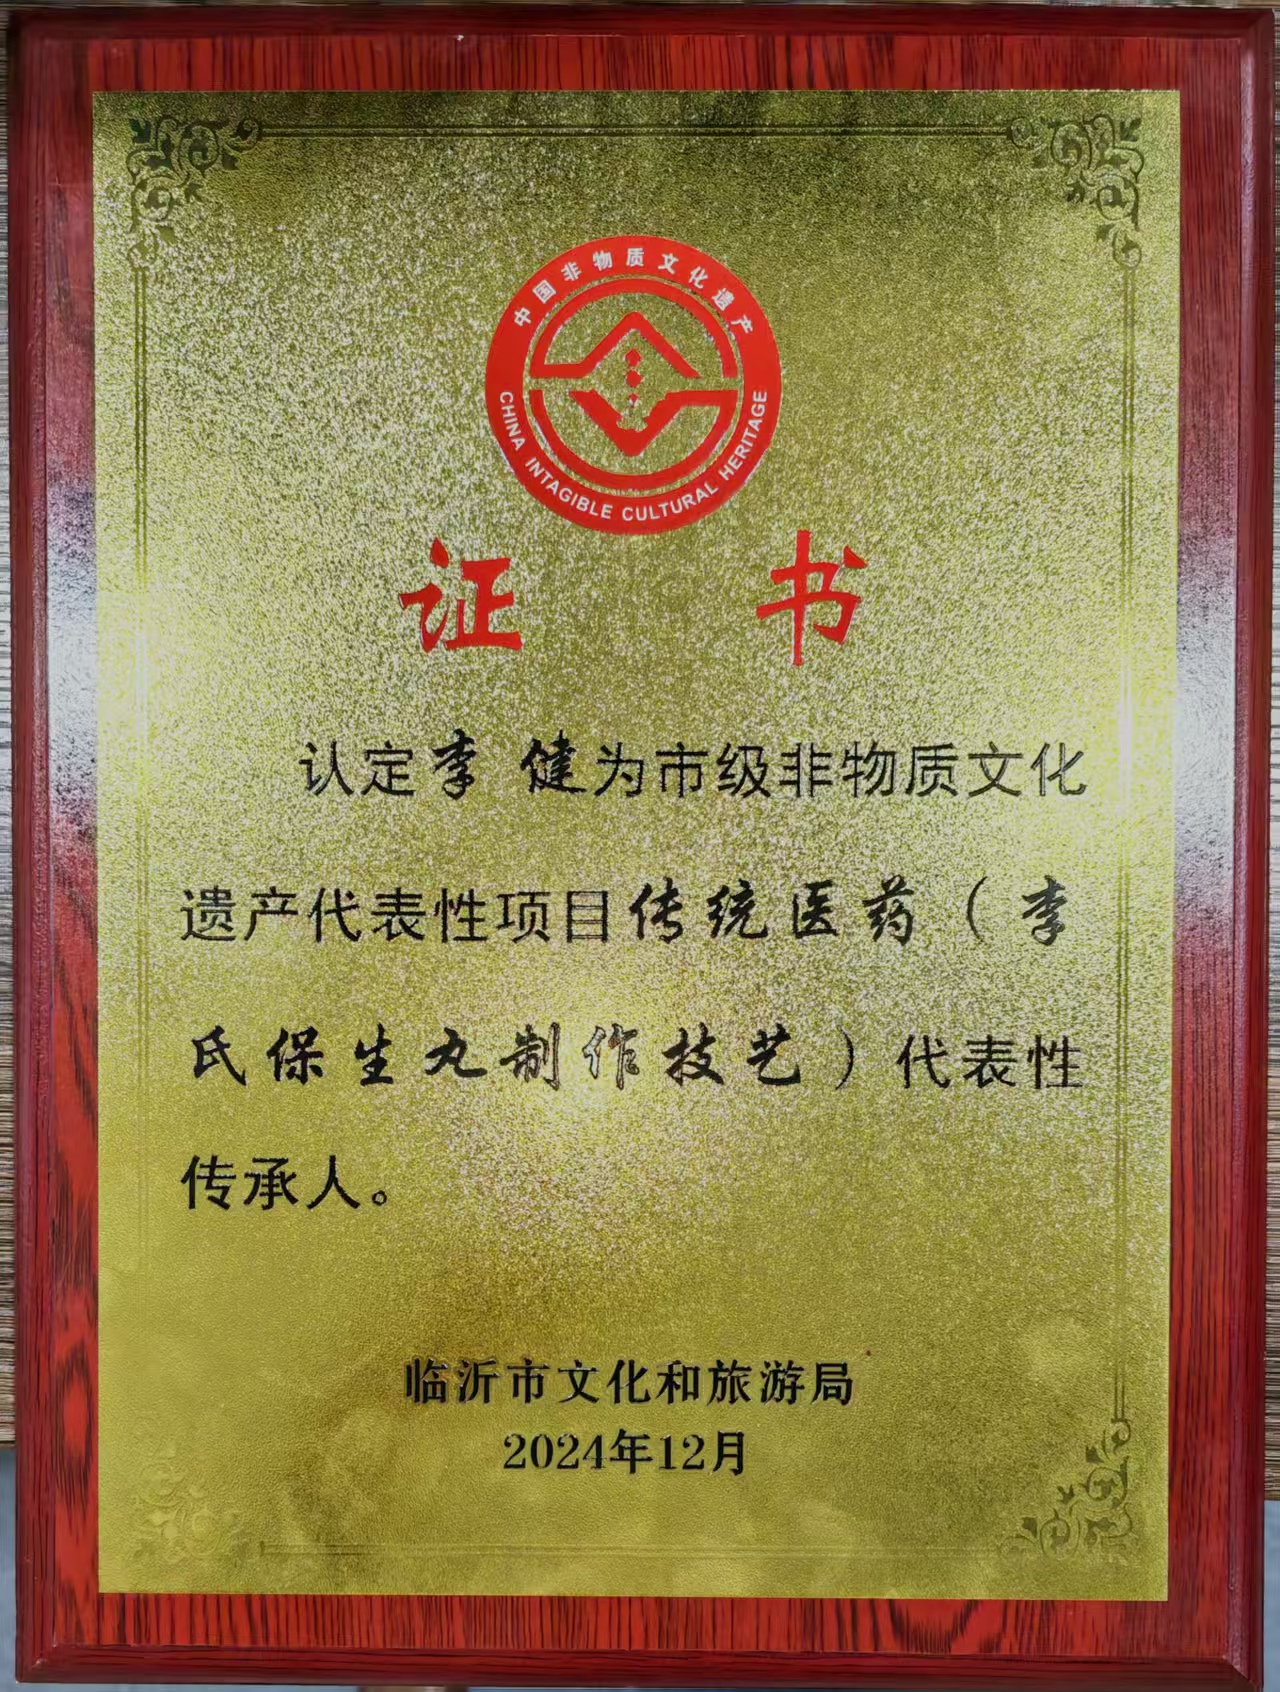 中国非物质文化遗产
CHINA INTAGIBLE CULTURAL HERITAGE
证 书
认定李 健为市级非物质文化
遗产代表性项目传统医药（李
氏保生丸制作技艺）代表性
传承人。
临沂市文化和旅游局
2024年12月